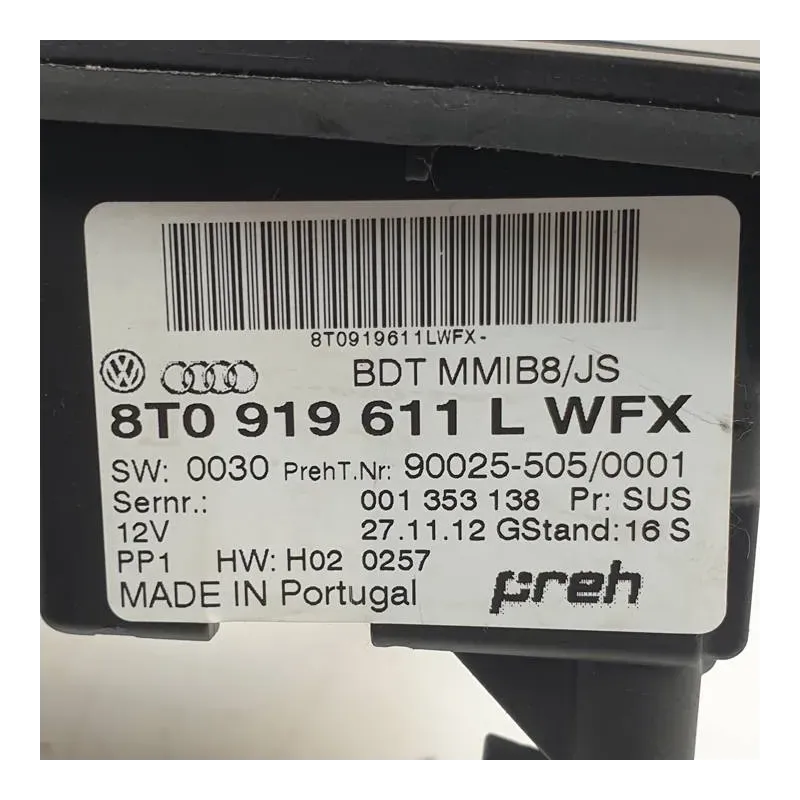 8T0919611LWFX-
BDT MMIB8/JS
8T0 919 611 L WFX
SW: 0030 PrehT.Nr: 90025-505/0001
Sernr.: 001 353 138 Pr: SUS
12V 27.11.12 GStand: 16 S
PP1 HW: H02 0257
MADE IN Portugal preh